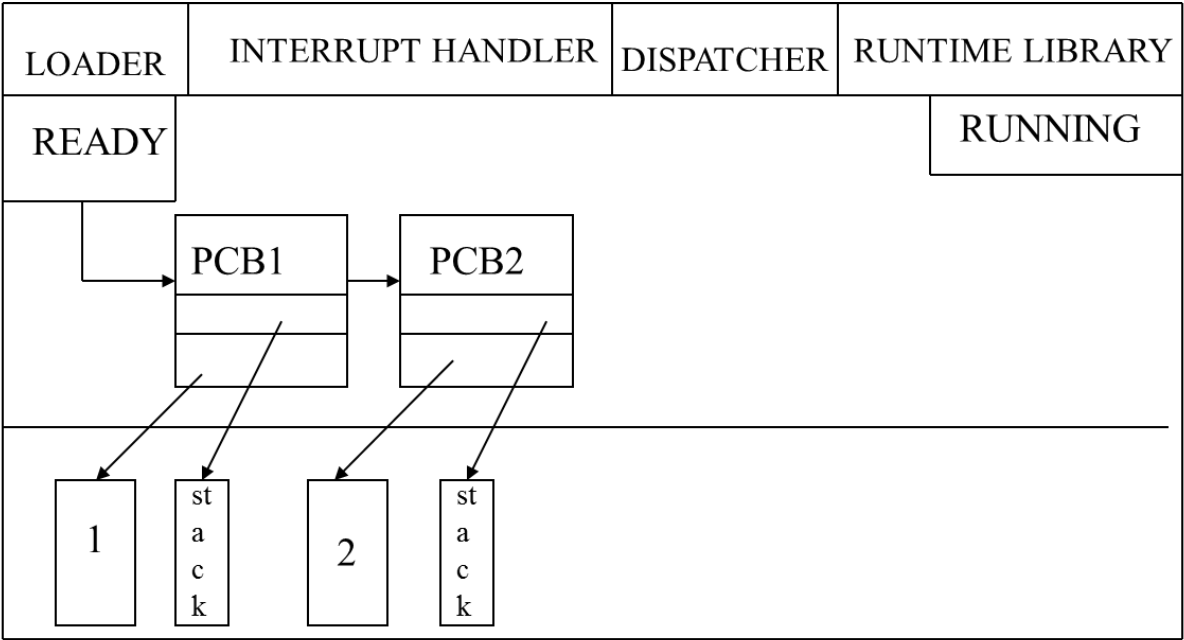 LOADER
INTERRUPT HANDLER
DISPATCHER
RUNTIME LIBRARY
READY
RUNNING
PCB1
PCB2
1
st
a
c
k
2
st
a
c
k